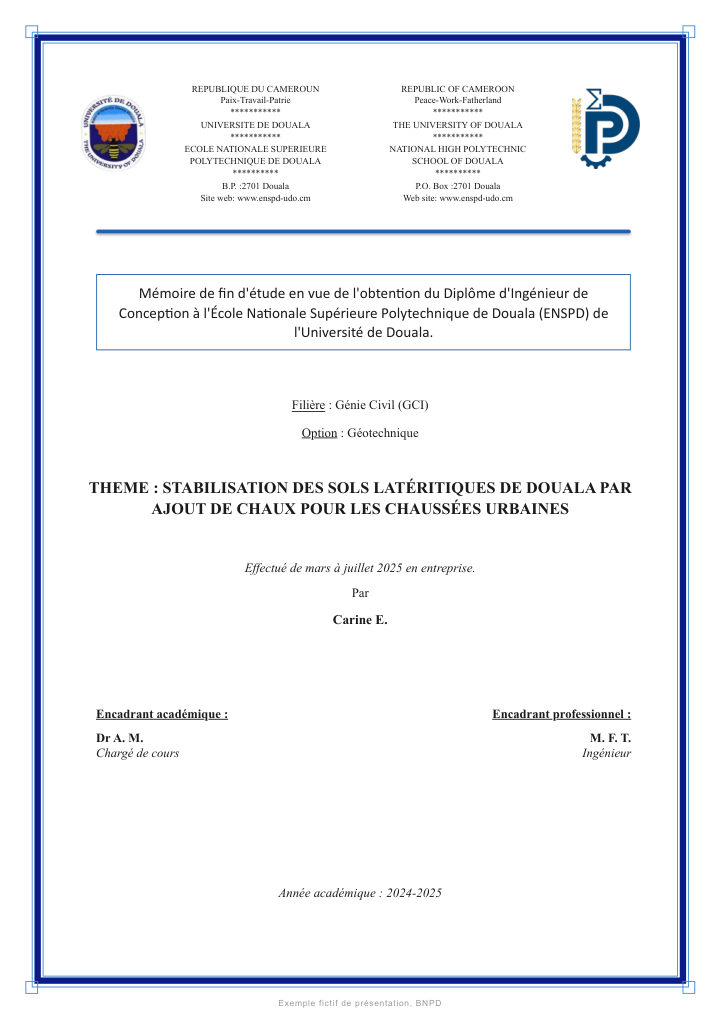 REPUBLIQUE DU CAMEROUN
Paix-Travail-Patrie
***********
UNIVERSITE DE DOUALA
***********
ECOLE NATIONALE SUPERIEURE
POLYTECHNIQUE DE DOUALA
**********
B.P. :2701 Douala
Site web: www.enspd-udo.cm
REPUBLIC OF CAMEROON
Peace-Work-Fatherland
***********
THE UNIVERSITY OF DOUALA
***********
NATIONAL HIGH POLYTECHNIC
SCHOOL OF DOUALA
**********
P.O. Box :2701 Douala
Web site: www.enspd-udo.cm
UNIVERSITÉ DE DOUALA
THE UNIVERSITY OF DOUALA
Σ
P
Mémoire de fin d'étude en vue de l'obtention du Diplôme d'Ingénieur de
Conception à l'École Nationale Supérieure Polytechnique de Douala (ENSPD) de
l'Université de Douala.
Filière : Génie Civil (GCI)
Option : Géotechnique
THEME : STABILISATION DES SOLS LATÉRITIQUES DE DOUALA PAR
AJOUT DE CHAUX POUR LES CHAUSSÉES URBAINES
Effectué de mars à juillet 2025 en entreprise.
Par
Carine E.
Encadrant académique :
Dr A. M.
Chargé de cours
Encadrant professionnel :
M. F. T.
Ingénieur
Année académique : 2024-2025
Exemple fictif de présentation, BNPD